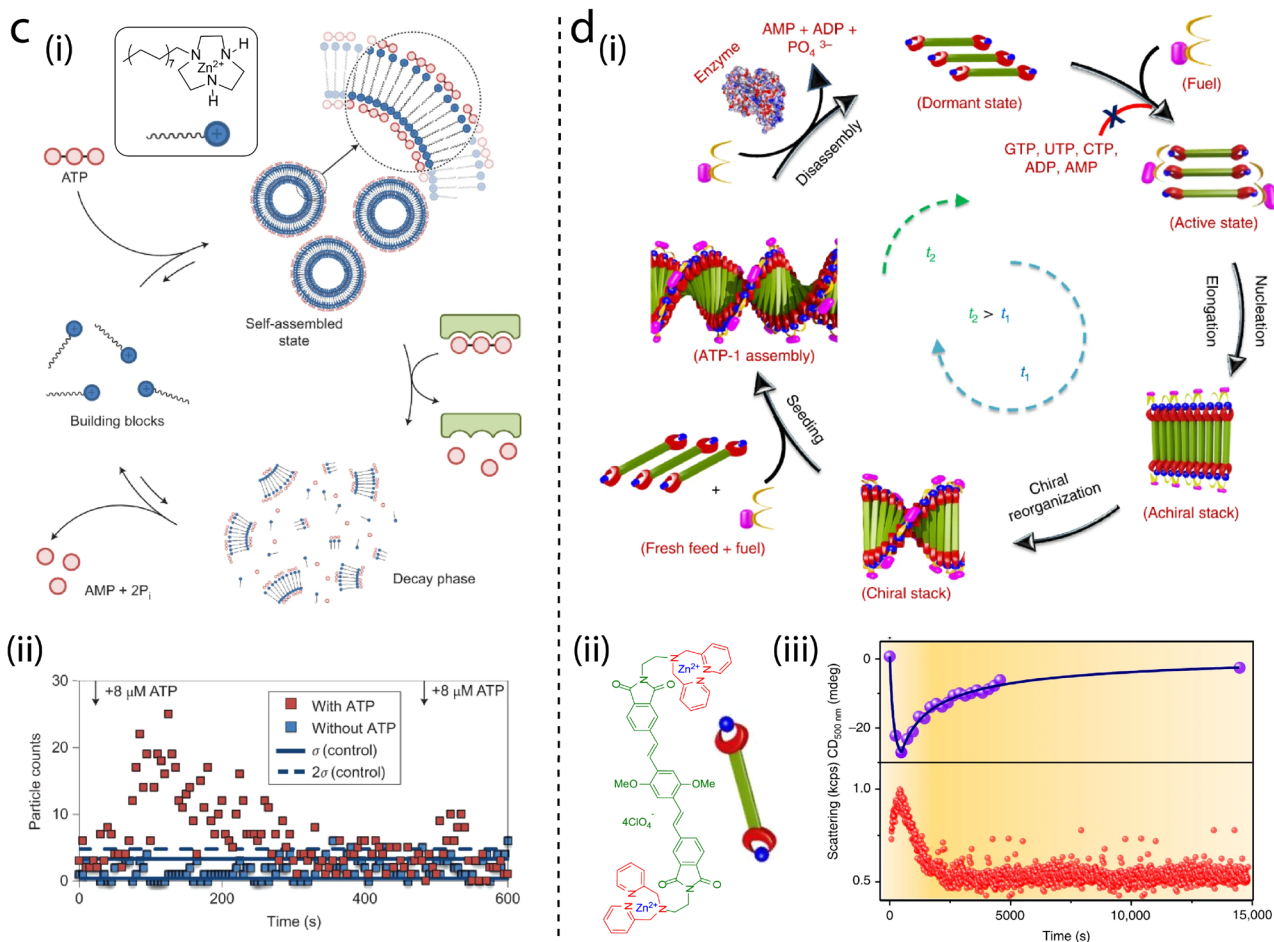 c
(i)
7
N
H
Zn2+
N
N
H
+
ATP
Self-assembled
state
Building blocks
AMP + 2Pi
Decay phase
(ii)
Particle counts
30
20
10
0
+8 μM ATP
+8 μM ATP
With ATP
Without ATP
σ (control)
2σ (control)
0
200
400
600
Time (s)
d
(i)
Enzyme
AMP + ADP +
PO4 3–
Disassembly
(Dormant state)
(Fuel)
GTP, UTP, CTP,
ADP, AMP
(Active state)
Nucleation
Elongation
(Achiral stack)
Chiral
reorganization
(Chiral stack)
Seeding
+
(Fresh feed + fuel)
(ATP-1 assembly)
t2
t2 > t1
t1
(ii)
N
N
Zn2+
N
N
O
O
MeO
OMe
4ClO4-
O
O
N
N
Zn2+
N
N
(iii)
CD500 nm (mdeg)
0
–20
Scattering (kcps)
1.0
0.5
0
5000
10,000
15,000
Time (s)